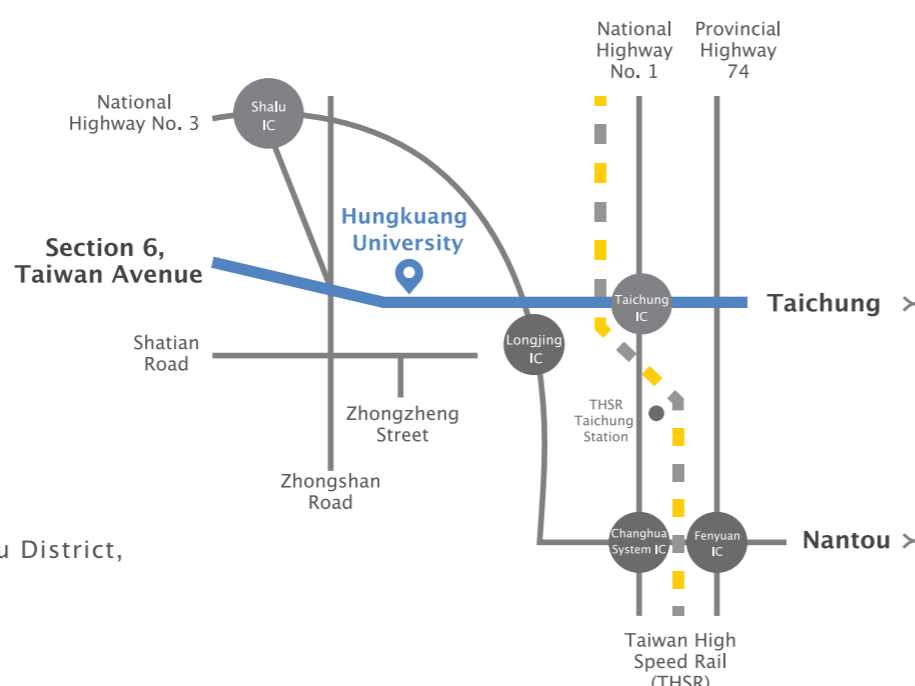 National
Highway
No. 1
Provincial
Highway
74
National
Highway No. 3
Shalu
IC
Hungkuang
University
Section 6,
Taiwan Avenue
Taichung
IC
Taichung
Shatian
Road
Longjing
IC
THSR
Taichung
Station
Zhongzheng
Street
Zhongshan
Road
u District,
Changhua
System IC
Fenyuan
IC
Nantou
Taiwan High
Speed Rail
(THSR)